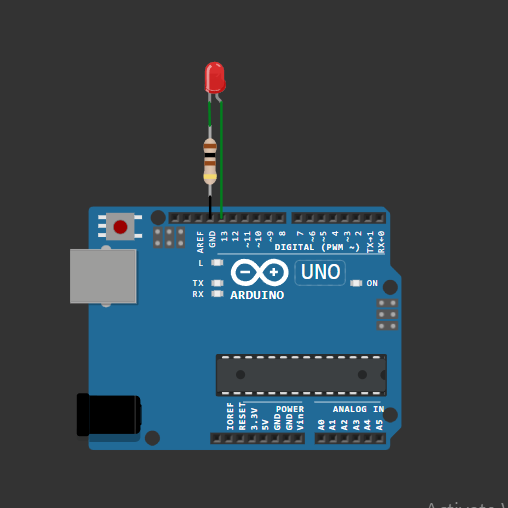 AREF
GND
13
12
~11
~10
~9
8
7
~6
~5
4
~3
2
TX→1
RX←0
DIGITAL (PWM ~)
L
TX
RX
UNO
ARDUINO
ON
IOREF
RESET
3.3V
5V
GND
GND
Vin
POWER
ANALOG IN
A0
A1
A2
A3
A4
A5
Activate